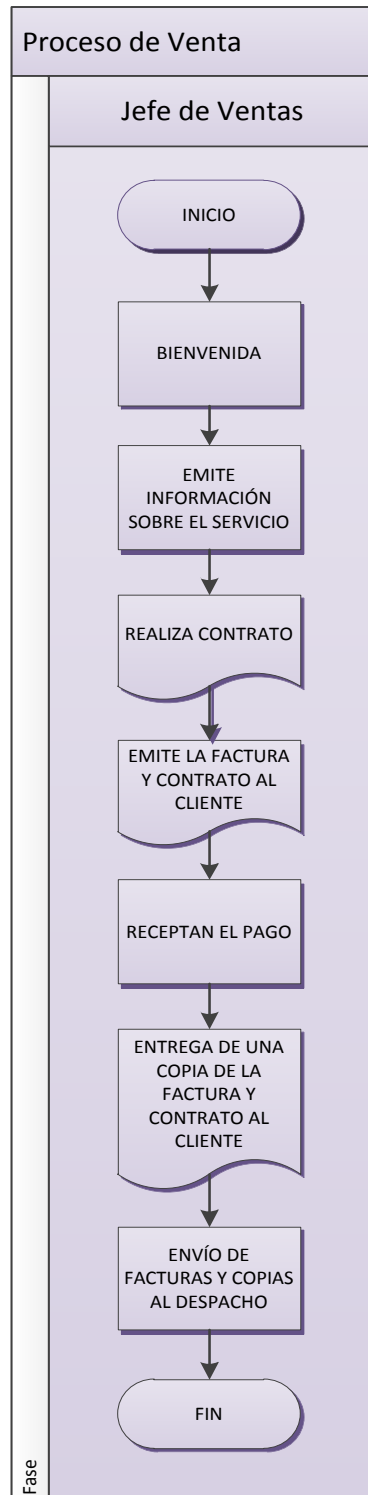 Proceso de Venta
Jefe de Ventas
INICIO
BIENVENIDA
EMITE
INFORMACIÓN
SOBRE EL SERVICIO
REALIZA CONTRATO
EMITE LA FACTURA
Y CONTRATO AL
CLIENTE
RECEPTAN EL PAGO
ENTREGA DE UNA
COPIA DE LA
FACTURA Y
CONTRATO AL
CLIENTE
ENVÍO DE
FACTURAS Y COPIAS
AL DESPACHO
FIN
Fase